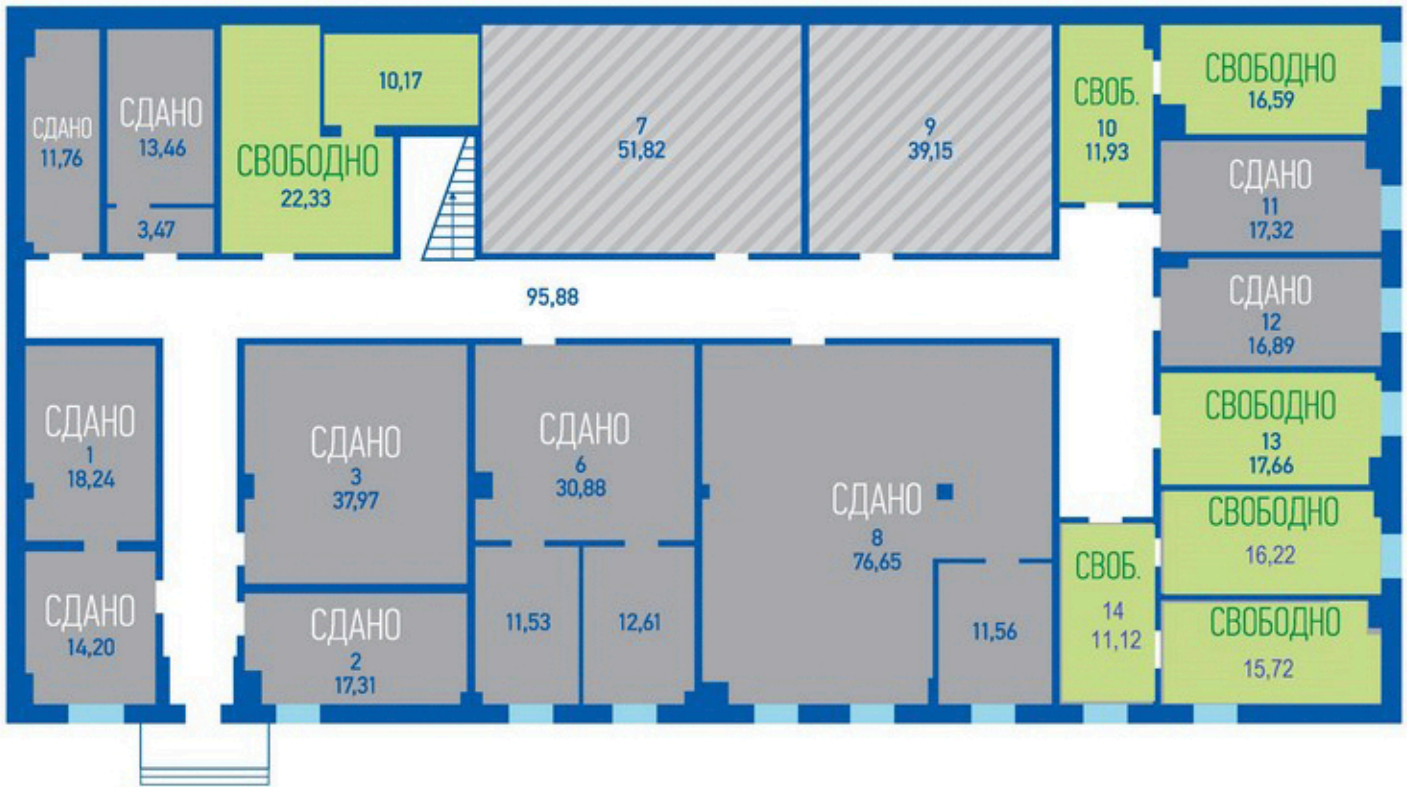 СДАНО
11,76
СДАНО
13,46
3,47
СВОБОДНО
22,33
10,17
7
51,82
9
39,15
СВОБ.
10
11,93
СВОБОДНО
16,59
СДАНО
11
17,32
СДАНО
12
16,89
95,88
СДАНО
1
18,24
СДАНО
14,20
СДАНО
3
37,97
СДАНО
2
17,31
СДАНО
6
30,88
11,53
12,61
СДАНО
8
76,65
11,56
СВОБ.
14
11,12
СВОБОДНО
13
17,66
СВОБОДНО
16,22
СВОБОДНО
15,72